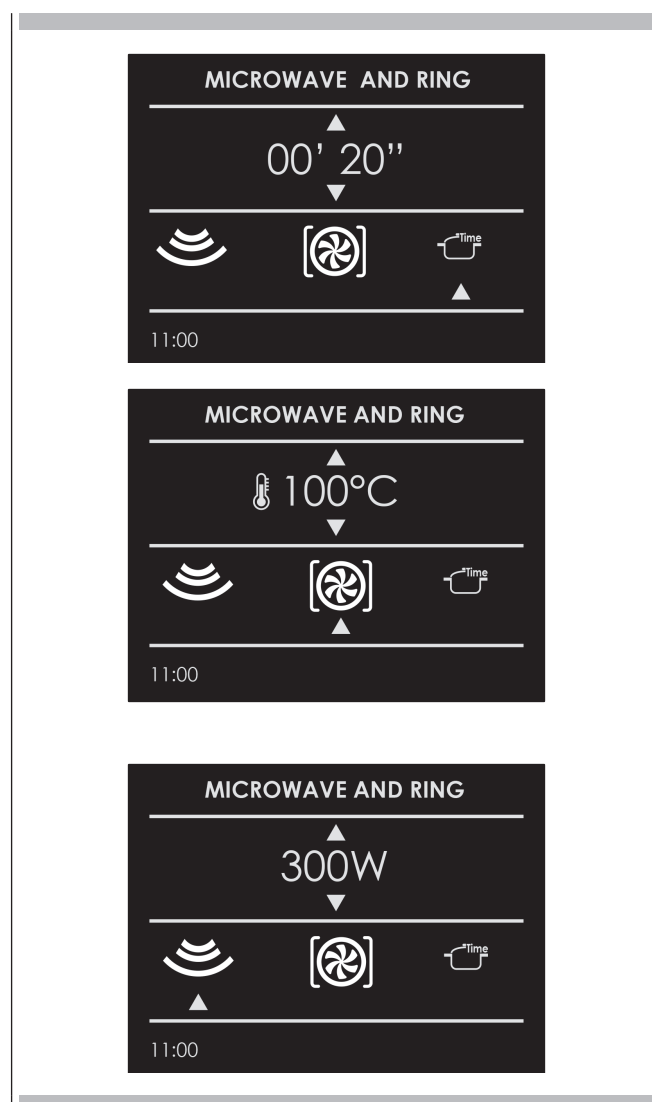 MICROWAVE AND RING
00’ 20”
Time
11:00
MICROWAVE AND RING
100°C
Time
11:00
MICROWAVE AND RING
300W
Time
11:00